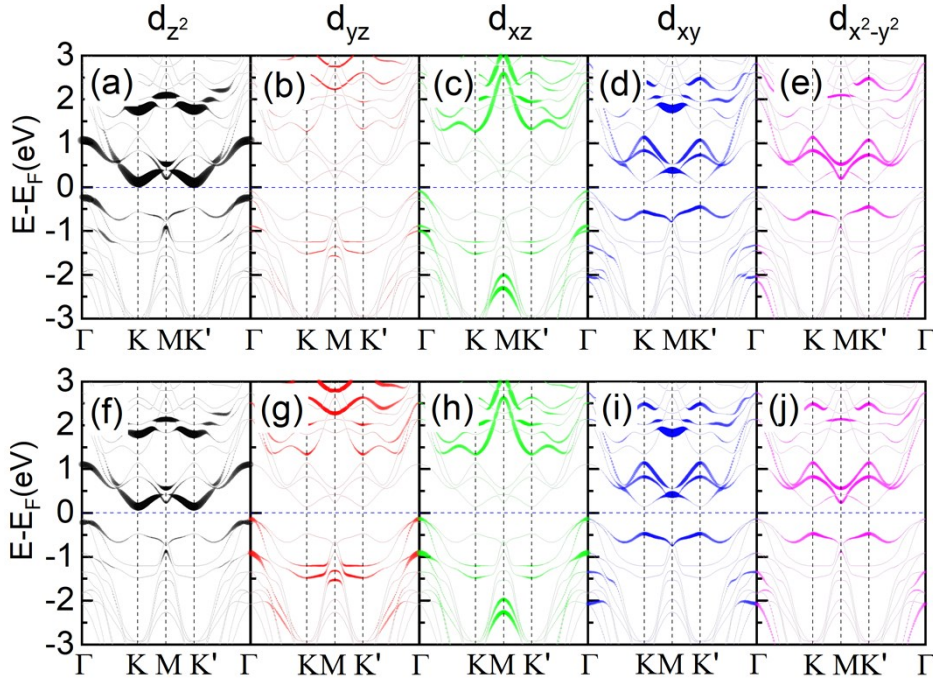 d_{z^2} d_{yz} d_{xz} d_{xy} d_{x^2-y^2}
3 (a) (b) (c) (d) (e)
2
1
0
-1
-2
-3
E-E_F(eV)
Γ K M K' Γ K M K' Γ K M K' Γ K M K' Γ K M K' Γ
3 (f) (g) (h) (i) (j)
2
1
0
-1
-2
-3
E-E_F(eV)
Γ K M K' Γ K M K' Γ K M K' Γ K M K' Γ K M K' Γ